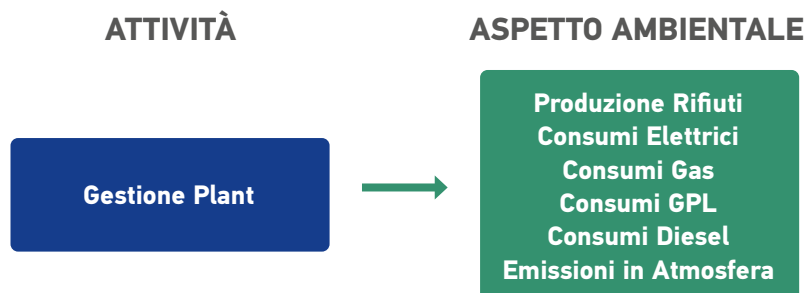 ATTIVITÀ
ASPETTO AMBIENTALE
Gestione Plant
Produzione Rifiuti
Consumi Elettrici
Consumi Gas
Consumi GPL
Consumi Diesel
Emissioni in Atmosfera